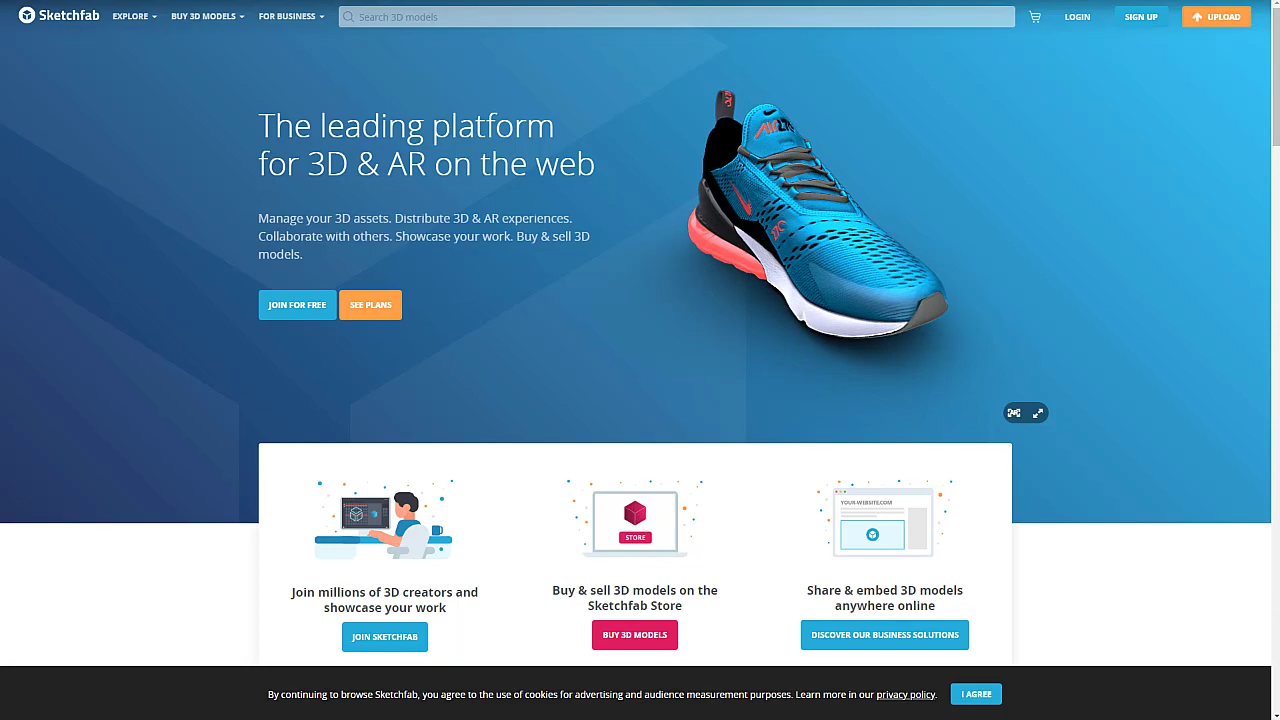 Sketchfab
EXPLORE
BUY 3D MODELS
FOR BUSINESS
Search 3D models
LOGIN
SIGN UP
UPLOAD
The leading platform
for 3D & AR on the web
Manage your 3D assets. Distribute 3D & AR experiences.
Collaborate with others. Showcase your work. Buy & sell 3D
models.
JOIN FOR FREE
SEE PLANS
STORE
YOUR-WEBSITE.COM
Join millions of 3D creators and
showcase your work
JOIN SKETCHFAB
Buy & sell 3D models on the
Sketchfab Store
BUY 3D MODELS
Share & embed 3D models
anywhere online
DISCOVER OUR BUSINESS SOLUTIONS
By continuing to browse Sketchfab, you agree to the use of cookies for advertising and audience measurement purposes. Learn more in our privacy policy.
I AGREE